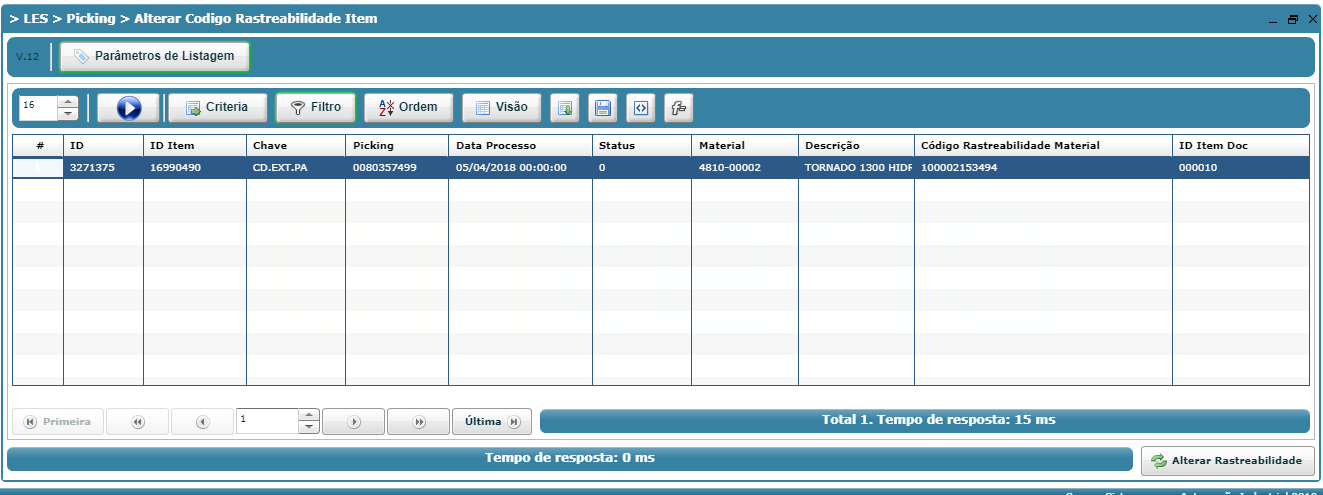 > LES > Picking > Alterar Codigo Rastreabilidade Item
V.12 Parâmetros de Listagem
16 Criteria Filtro Ordem Visão
# ID ID Item Chave Picking Data Processo Status Material Descrição Código Rastreabilidade Material ID Item Doc
1 3271375 16990490 CD.EXT.PA 0080357499 05/04/2018 00:00:00 0 4810-00002 TORNADO 1300 HIDR 100002153494 000010
Primeira 1 Última Total 1. Tempo de resposta: 15 ms
Tempo de resposta: 0 ms Alterar Rastreabilidade